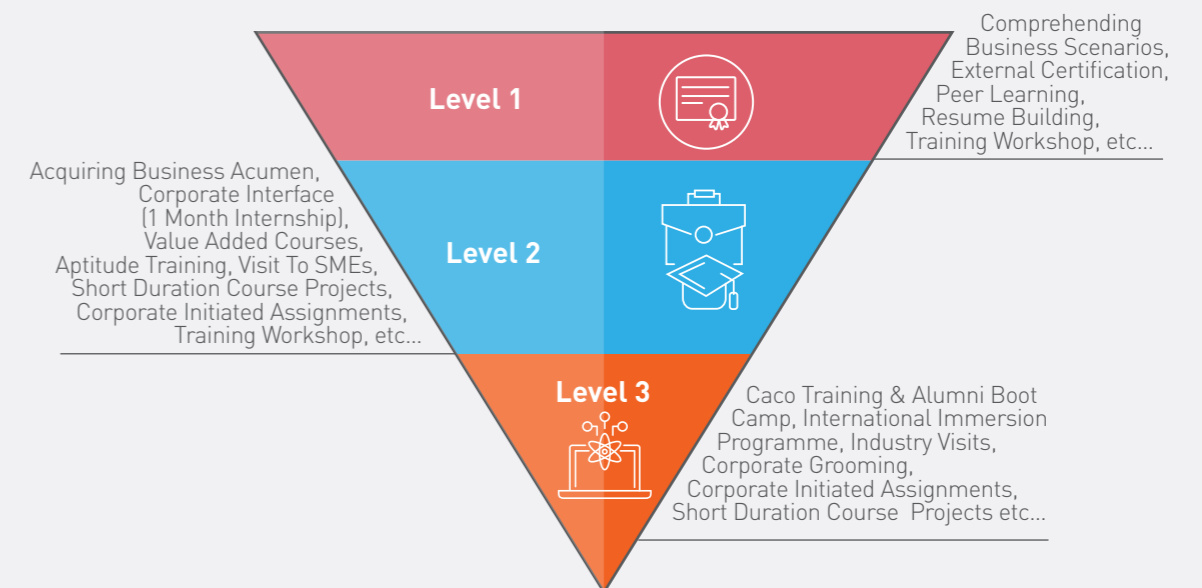 Level 1
Comprehending
Business Scenarios,
External Certification,
Peer Learning,
Resume Building,
Training Workshop, etc...
Acquiring Business Acumen,
Corporate Interface
(1 Month Internship),
Value Added Courses,
Aptitude Training, Visit To SMEs,
Short Duration Course Projects,
Corporate Initiated Assignments,
Training Workshop, etc...
Level 2
Level 3
Caco Training & Alumni Boot
Camp, International Immersion
Programme, Industry Visits,
Corporate Grooming,
Corporate Initiated Assignments,
Short Duration Course Projects etc...